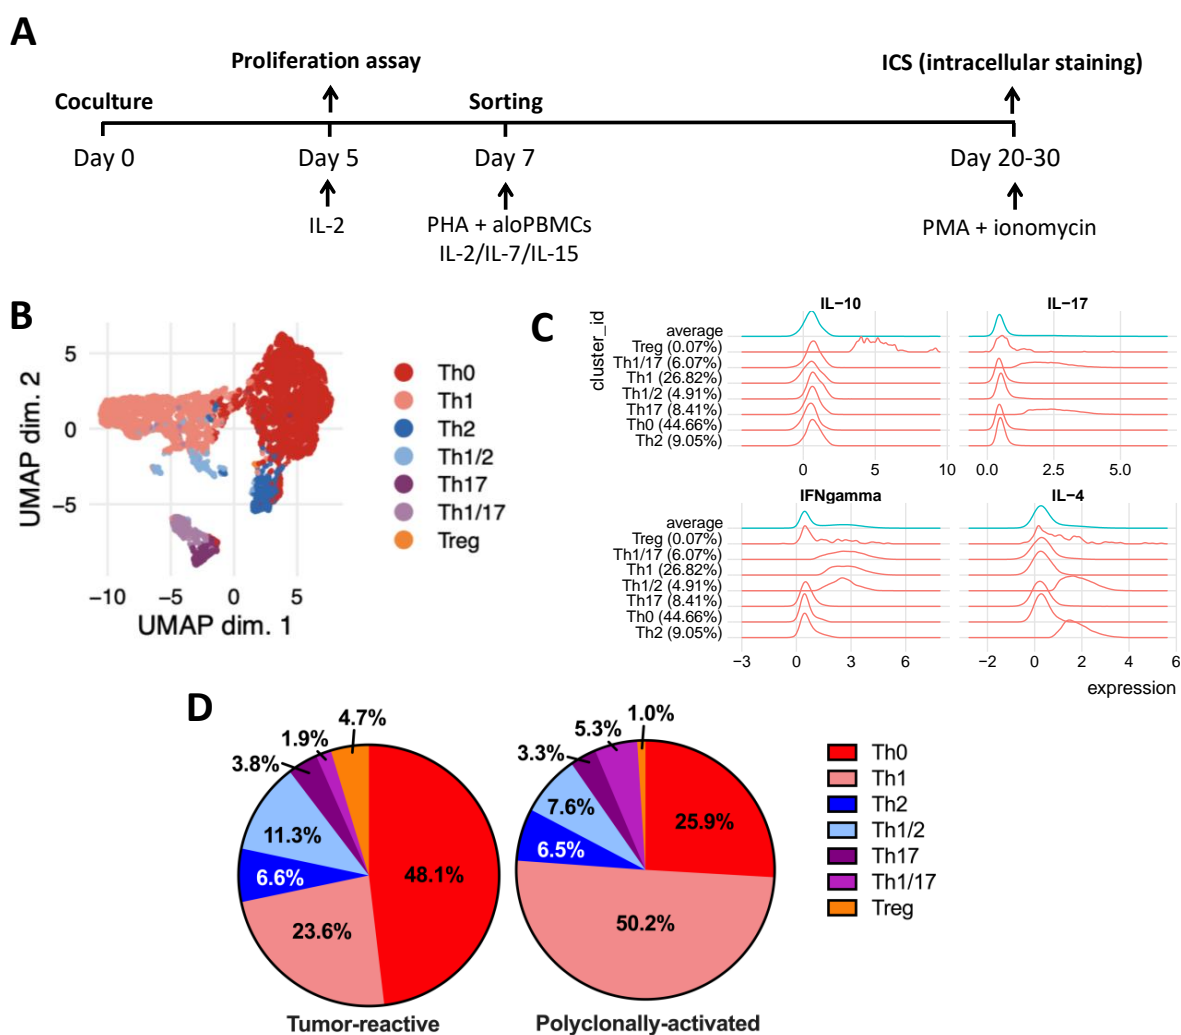 A
Proliferation assay
ICS (intracellular staining)
Coculture
Sorting
Day 0
Day 5
Day 7
Day 20-30
IL-2
PHA + aloPBMCs
IL-2/IL-7/IL-15
PMA + ionomycin
B
UMAP dim. 2
5
0
−5
−10
−5
0
5
UMAP dim. 1
Th0
Th1
Th2
Th1/2
Th17
Th1/17
Treg
C
cluster_id
IL−10
IL−17
average
Treg (0.07%)
Th1/17 (6.07%)
Th1 (26.82%)
Th1/2 (4.91%)
Th17 (8.41%)
Th0 (44.66%)
Th2 (9.05%)
0
5
10
0.0
2.5
5.0
IFNgamma
IL−4
average
Treg (0.07%)
Th1/17 (6.07%)
Th1 (26.82%)
Th1/2 (4.91%)
Th17 (8.41%)
Th0 (44.66%)
Th2 (9.05%)
−3
0
3
6
−2
0
2
4
6
expression
D
4.7%
1.9%
3.8%
11.3%
6.6%
23.6%
48.1%
Tumor-reactive
1.0%
5.3%
3.3%
7.6%
6.5%
25.9%
50.2%
Polyclonally-activated
Th0
Th1
Th2
Th1/2
Th17
Th1/17
Treg